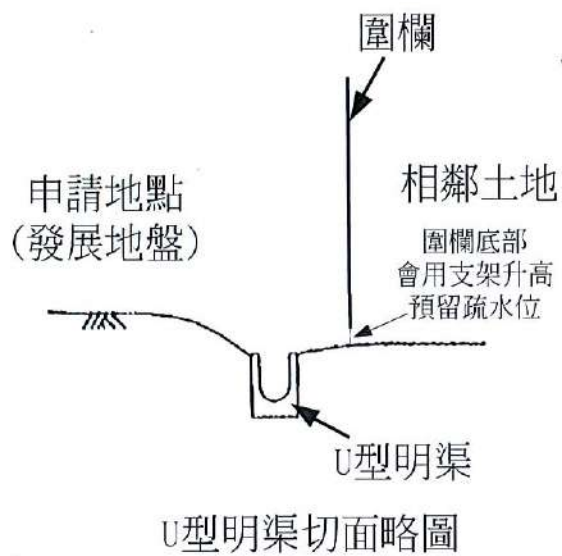 圍欄
申請地點
(發展地盤)
相鄰土地
圍欄底部
會用支架升高
預留疏水位
U型明渠
U型明渠切面略圖